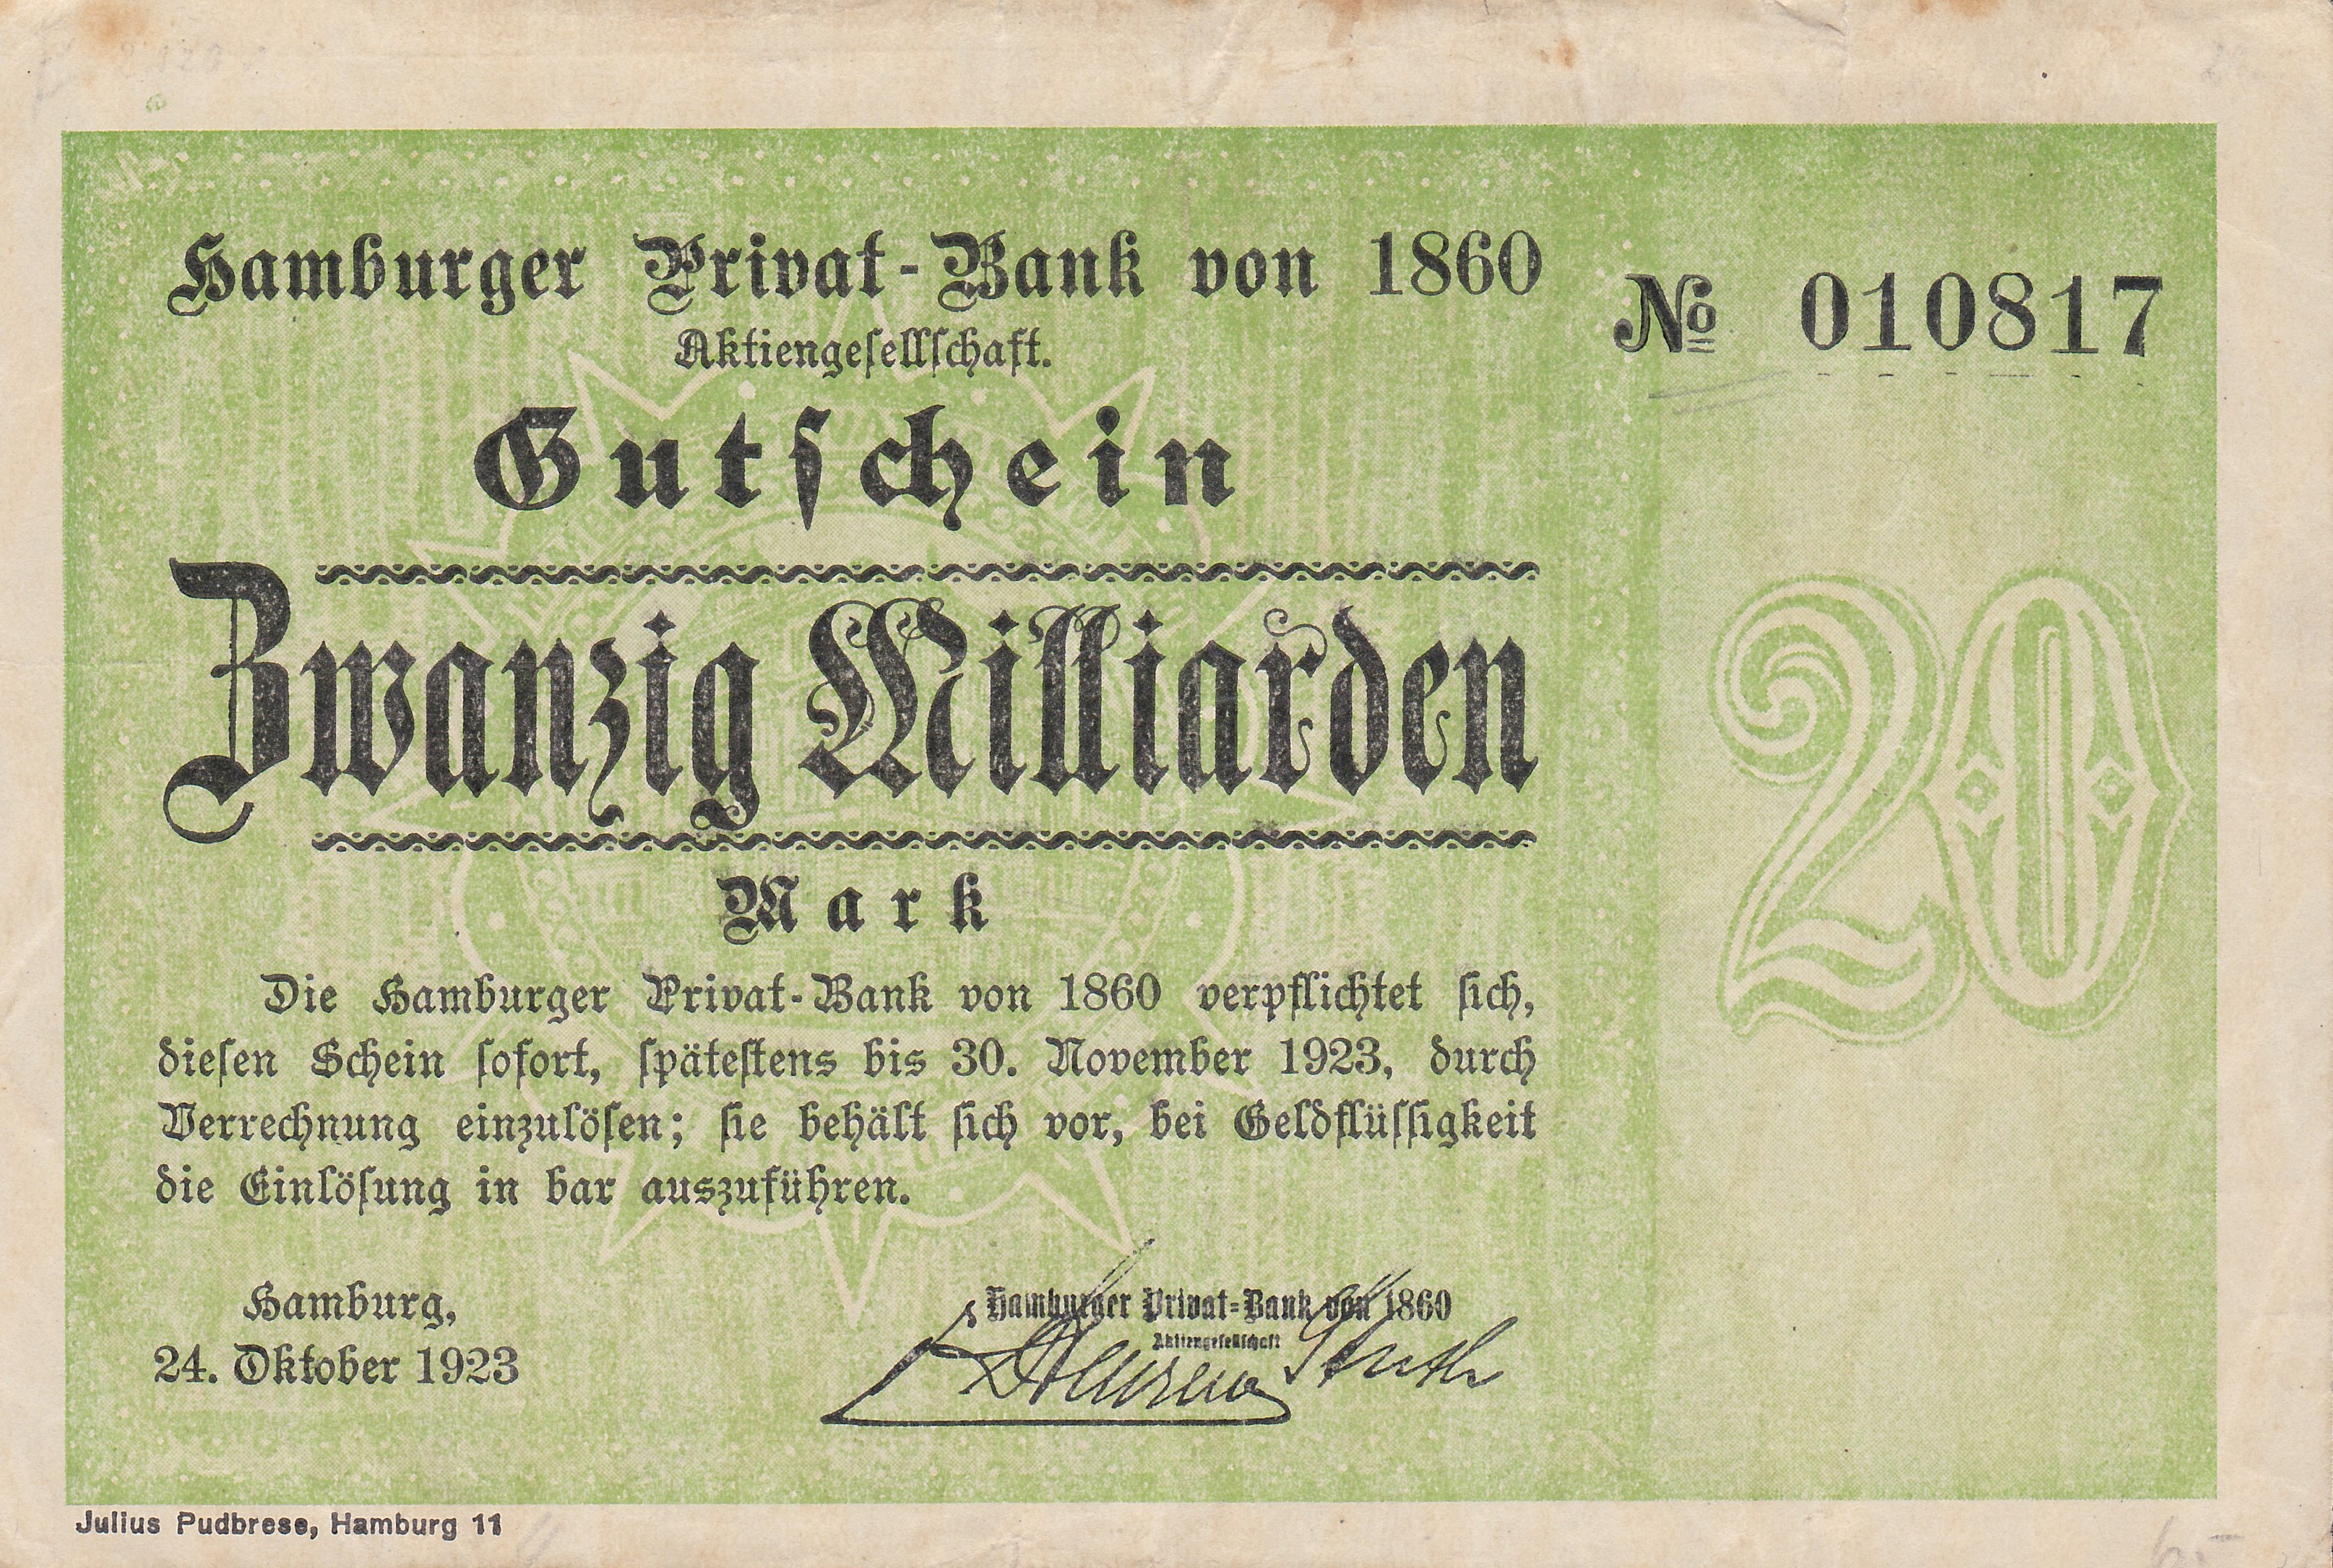 Hamburger Privat-Bank von 1860
Aktiengeſellſchaft.
№ 010817
Gutſchein
Zwanzig Milliarden
Mark
20
Die Hamburger Privat-Bank von 1860 verpflichtet ſich,
dieſen Schein ſofort, ſpäteſtens bis 30. November 1923, durch
Verrechnung einzulöſen; ſie behält ſich vor, bei Geldflüſſigkeit
die Einlöſung in bar auszuführen.
Hamburg,
24. Oktober 1923
Hamburger Privat-Bank von 1860
Aktiengeſellſchaft
Julius Pudbrese, Hamburg 11